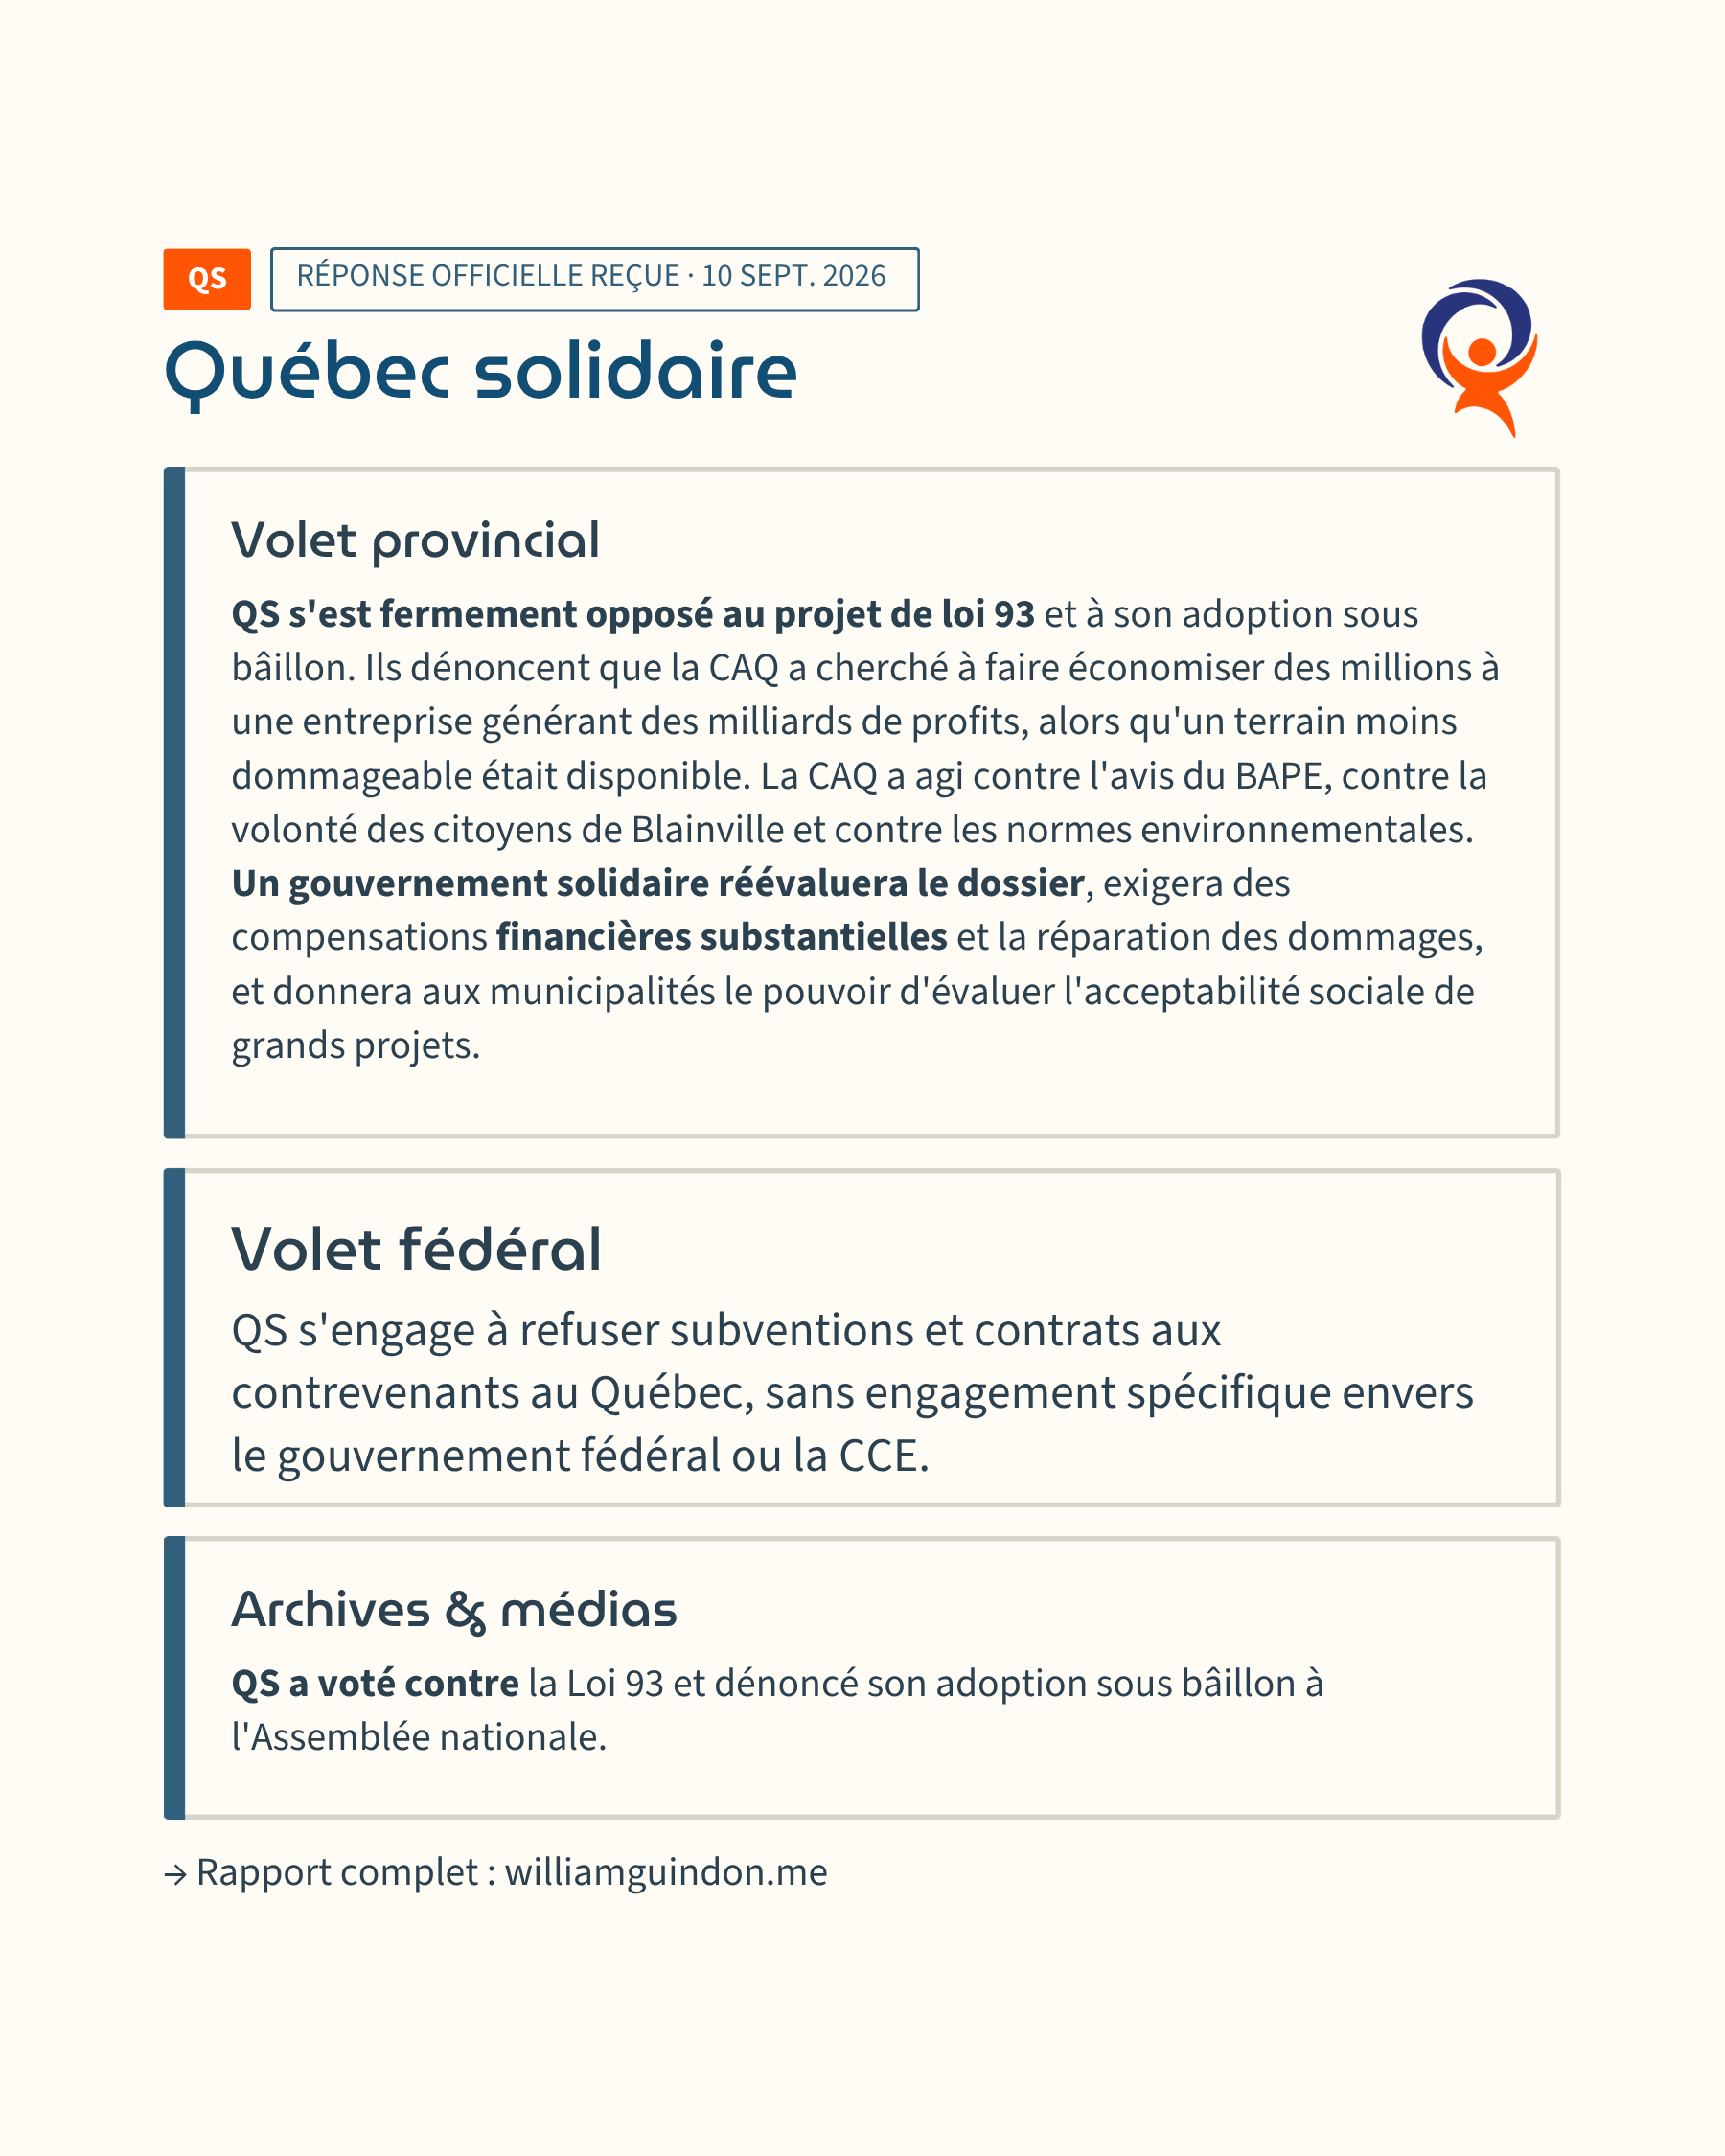 QS
RÉPONSE OFFICIELLE REÇUE · 10 SEPT. 2026
Québec solidaire
Volet provincial
QS s'est fermement opposé au projet de loi 93 et à son adoption sous
bâillon. Ils dénoncent que la CAQ a cherché à faire économiser des millions à
une entreprise générant des milliards de profits, alors qu'un terrain moins
dommageable était disponible. La CAQ a agi contre l'avis du BAPE, contre la
volonté des citoyens de Blainville et contre les normes environnementales.
Un gouvernement solidaire réévaluera le dossier, exigera des
compensations financières substantielles et la réparation des dommages,
et donnera aux municipalités le pouvoir d'évaluer l'acceptabilité sociale de
grands projets.
Volet fédéral
QS s'engage à refuser subventions et contrats aux
contrevenants au Québec, sans engagement spécifique envers
le gouvernement fédéral ou la CCE.
Archives & médias
QS a voté contre la Loi 93 et dénoncé son adoption sous bâillon à
l'Assemblée nationale.
→ Rapport complet : williamguindon.me